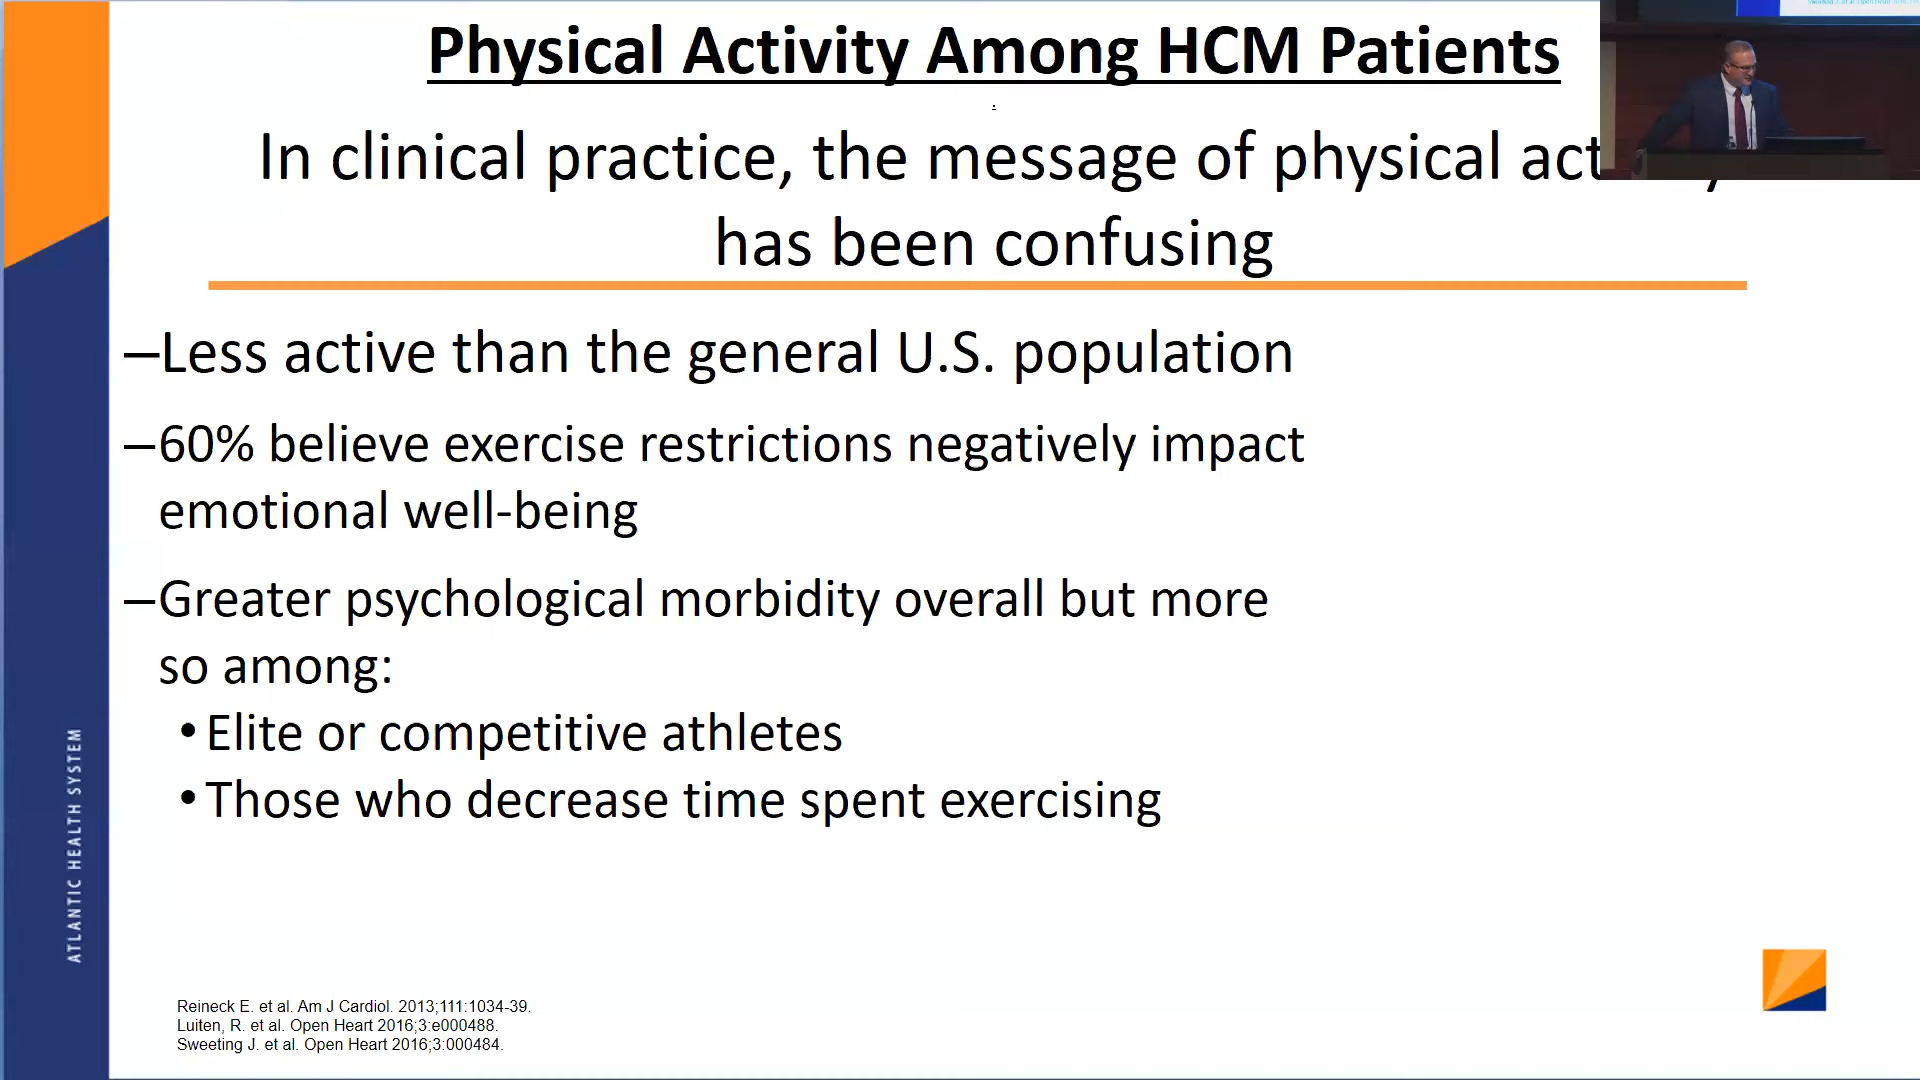 Physical Activity Among HCM Patients
.
In clinical practice, the message of physical
has been confusing
–Less active than the general U.S. population
–60% believe exercise restrictions negatively impact
emotional well-being
–Greater psychological morbidity overall but more
so among:
•Elite or competitive athletes
•Those who decrease time spent exercising
ATLANTIC HEALTH SYSTEM
Reineck E. et al. Am J Cardiol. 2013;111:1034-39.
Luiten, R. et al. Open Heart 2016;3:e000488.
Sweeting J. et al. Open Heart 2016;3:000484.